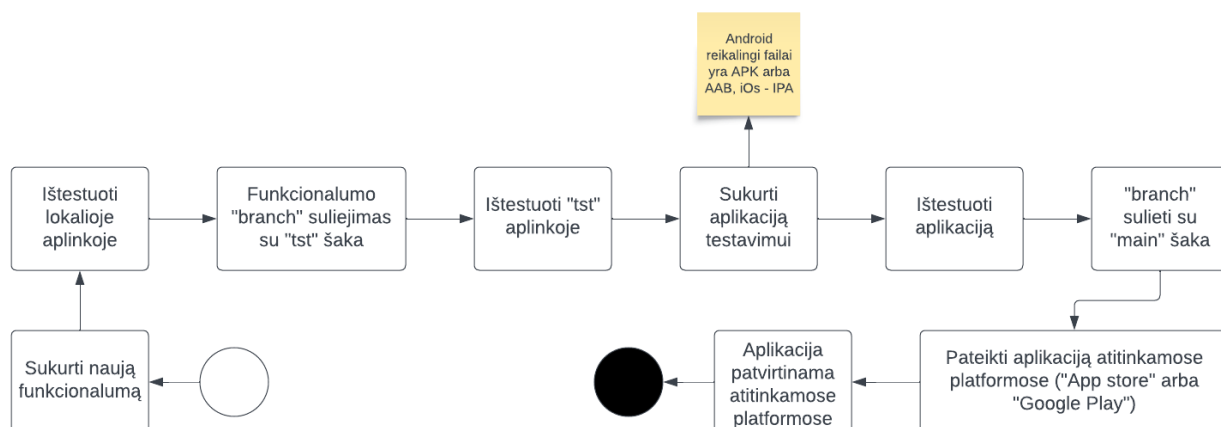 Android
reikalingi failai
yra APK arba
AAB, iOs - IPA
Ištestuoti
lokalioje
aplinkoje
Funkcionalumo
"branch" suliejimas
su "tst" šaka
Ištestuoti "tst"
aplinkoje
Sukurti
aplikaciją
testavimui
Ištestuoti
aplikaciją
"branch"
sulieti su
"main" šaka
Sukurti naują
funkcionalumą
Aplikacija
patvirtinama
atitinkamose
platformose
Pateikti aplikaciją atitinkamose
platformose ("App store" arba
"Google Play")